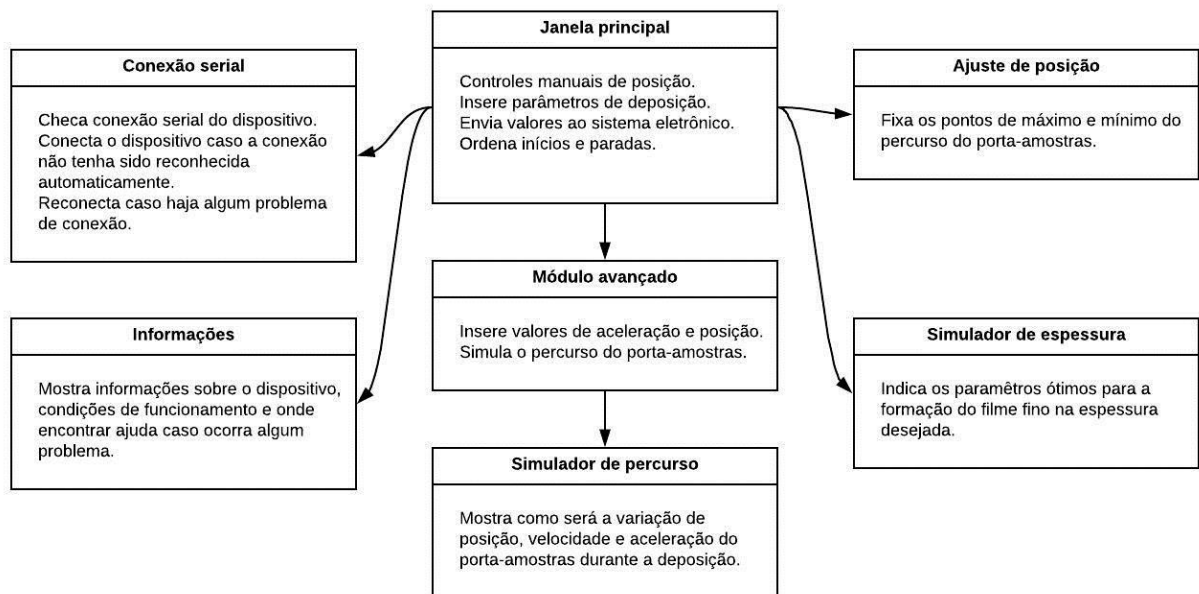 Janela principal
Controles manuais de posição.
Insere parâmetros de deposição.
Envia valores ao sistema eletrônico.
Ordena inícios e paradas.
Conexão serial
Checa conexão serial do dispositivo.
Conecta o dispositivo caso a conexão
não tenha sido reconhecida
automaticamente.
Reconecta caso haja algum problema
de conexão.
Ajuste de posição
Fixa os pontos de máximo e mínimo do
percurso do porta-amostras.
Módulo avançado
Insere valores de aceleração e posição.
Simula o percurso do porta-amostras.
Informações
Mostra informações sobre o dispositivo,
condições de funcionamento e onde
encontrar ajuda caso ocorra algum
problema.
Simulador de espessura
Indica os paramêtros ótimos para a
formação do filme fino na espessura
desejada.
Simulador de percurso
Mostra como será a variação de
posição, velocidade e aceleração do
porta-amostras durante a deposição.